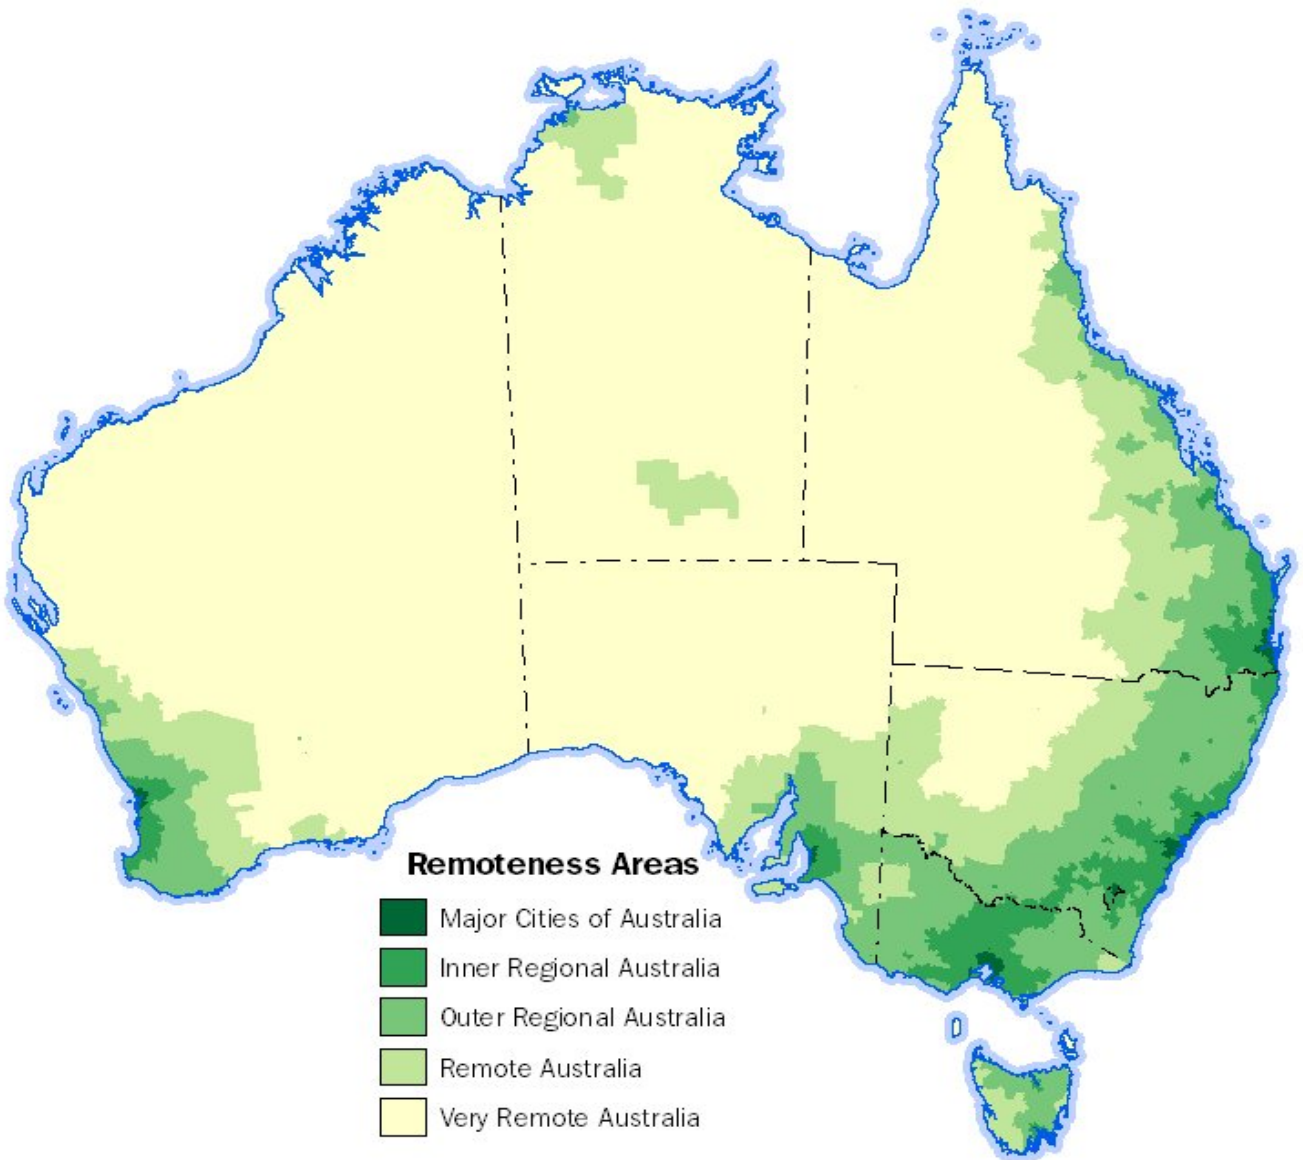 Remoteness Areas
Major Cities of Australia
Inner Regional Australia
Outer Regional Australia
Remote Australia
Very Remote Australia